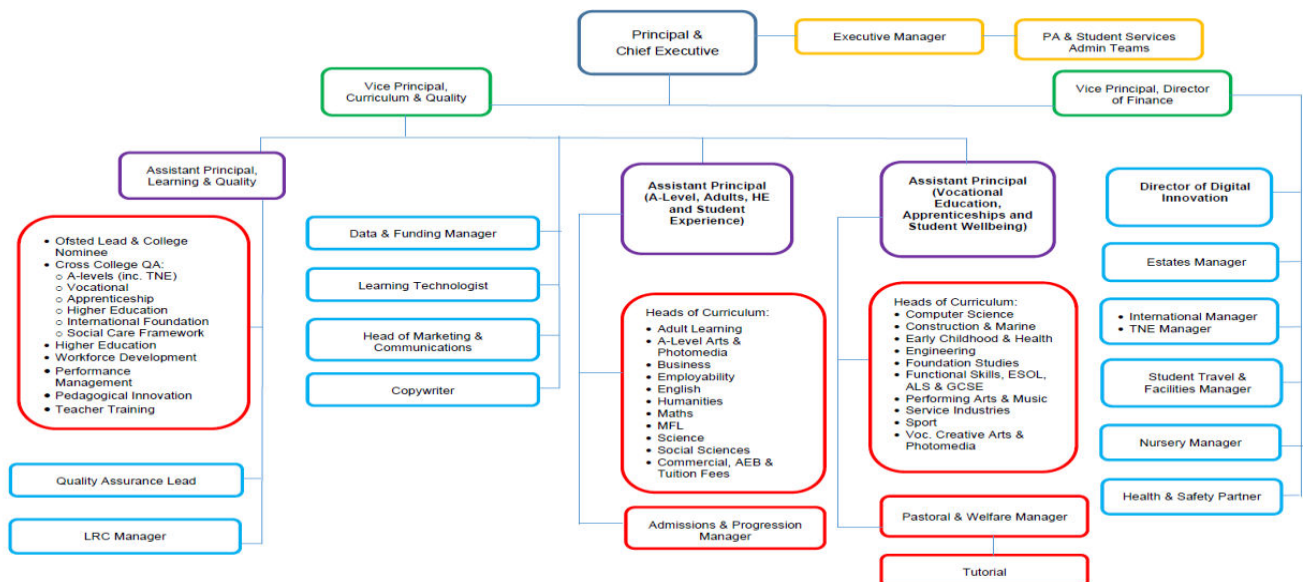 Principal &
Chief Executive
Executive Manager
PA & Student Services
Admin Teams
Vice Principal,
Curriculum & Quality
Vice Principal, Director
of Finance
Assistant Principal,
Learning & Quality
• Ofsted Lead & College
Nominee
• Cross College QA:
o A-levels (inc. TNE)
o Vocational
o Apprenticeship
o Higher Education
o International Foundation
o Social Care Framework
• Higher Education
• Workforce Development
• Performance
Management
• Pedagogical Innovation
• Teacher Training
Quality Assurance Lead
LRC Manager
Data & Funding Manager
Learning Technologist
Head of Marketing &
Communications
Copywriter
Assistant Principal
(A-Level, Adults, HE
and Student
Experience)
Heads of Curriculum:
• Adult Learning
• A-Level Arts &
Photomedia
• Business
• Employability
• English
• Humanities
• Maths
• MFL
• Science
• Social Sciences
• Commercial, AEB &
Tuition Fees
Admissions & Progression
Manager
Assistant Principal
(Vocational
Education,
Apprenticeships and
Student Wellbeing)
Heads of Curriculum:
• Computer Science
• Construction & Marine
• Early Childhood & Health
• Engineering
• Foundation Studies
• Functional Skills, ESOL,
ALS & GCSE
• Performing Arts & Music
• Service Industries
• Sport
• Voc. Creative Arts &
Photomedia
Pastoral & Welfare Manager
Tutorial
Director of Digital
Innovation
Estates Manager
• International Manager
• TNE Manager
Student Travel &
Facilities Manager
Nursery Manager
Health & Safety Partner